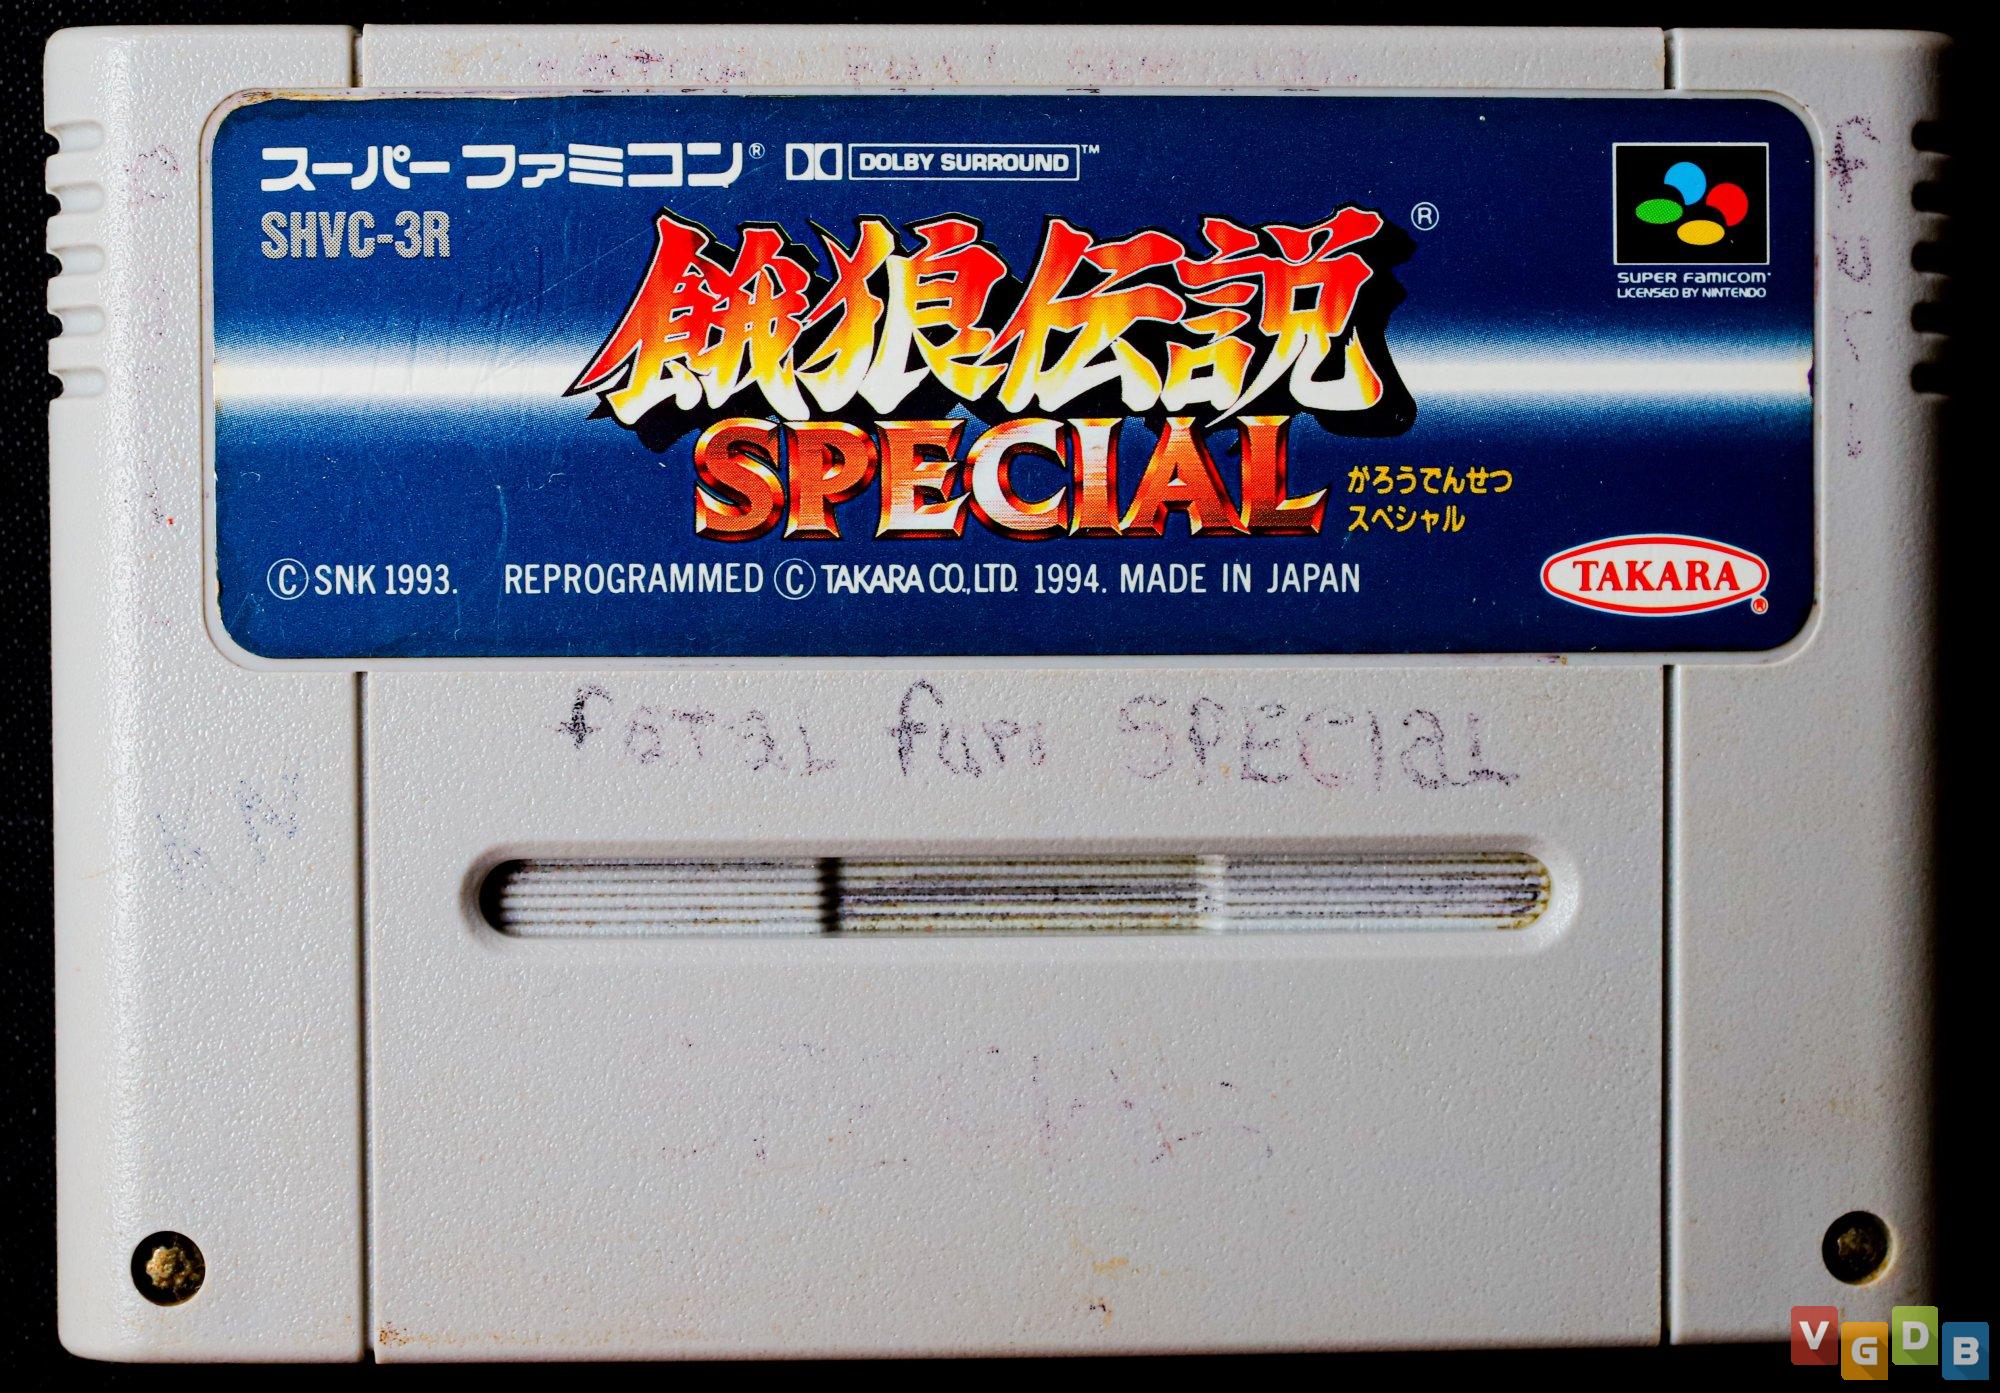 スーパーファミコン® DOLBY SURROUND™
SHVC-3R
餓狼伝説®
SPECIAL
がろうでんせつ
スペシャル
SUPER FAMICOM
LICENSED BY NINTENDO
©SNK 1993. REPROGRAMMED ©TAKARA CO.,LTD. 1994. MADE IN JAPAN
TAKARA®
fatal furi SPECIAL
VGDB